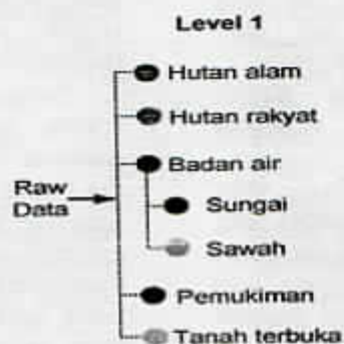 Level 1
Hutan alam
Hutan rakyat
Badan air
Raw
Data
Sungai
Sawah
Pemukiman
Tanah terbuka